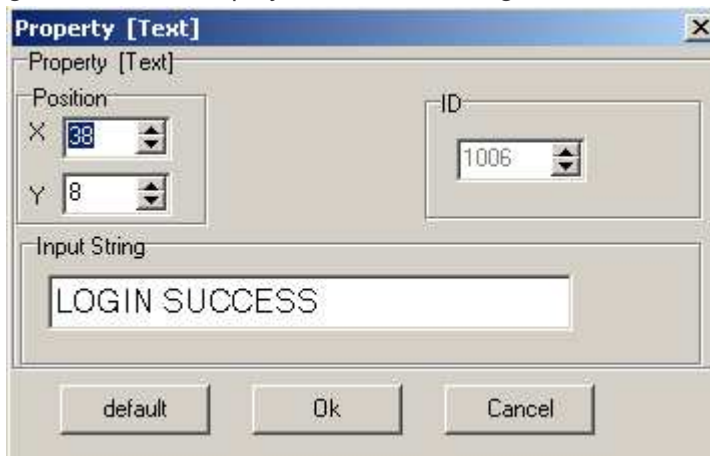 Property [Text]
Property [Text]
Position
ID
X 38
1006
Y 8
Input String
LOGIN SUCCESS
default Ok Cancel